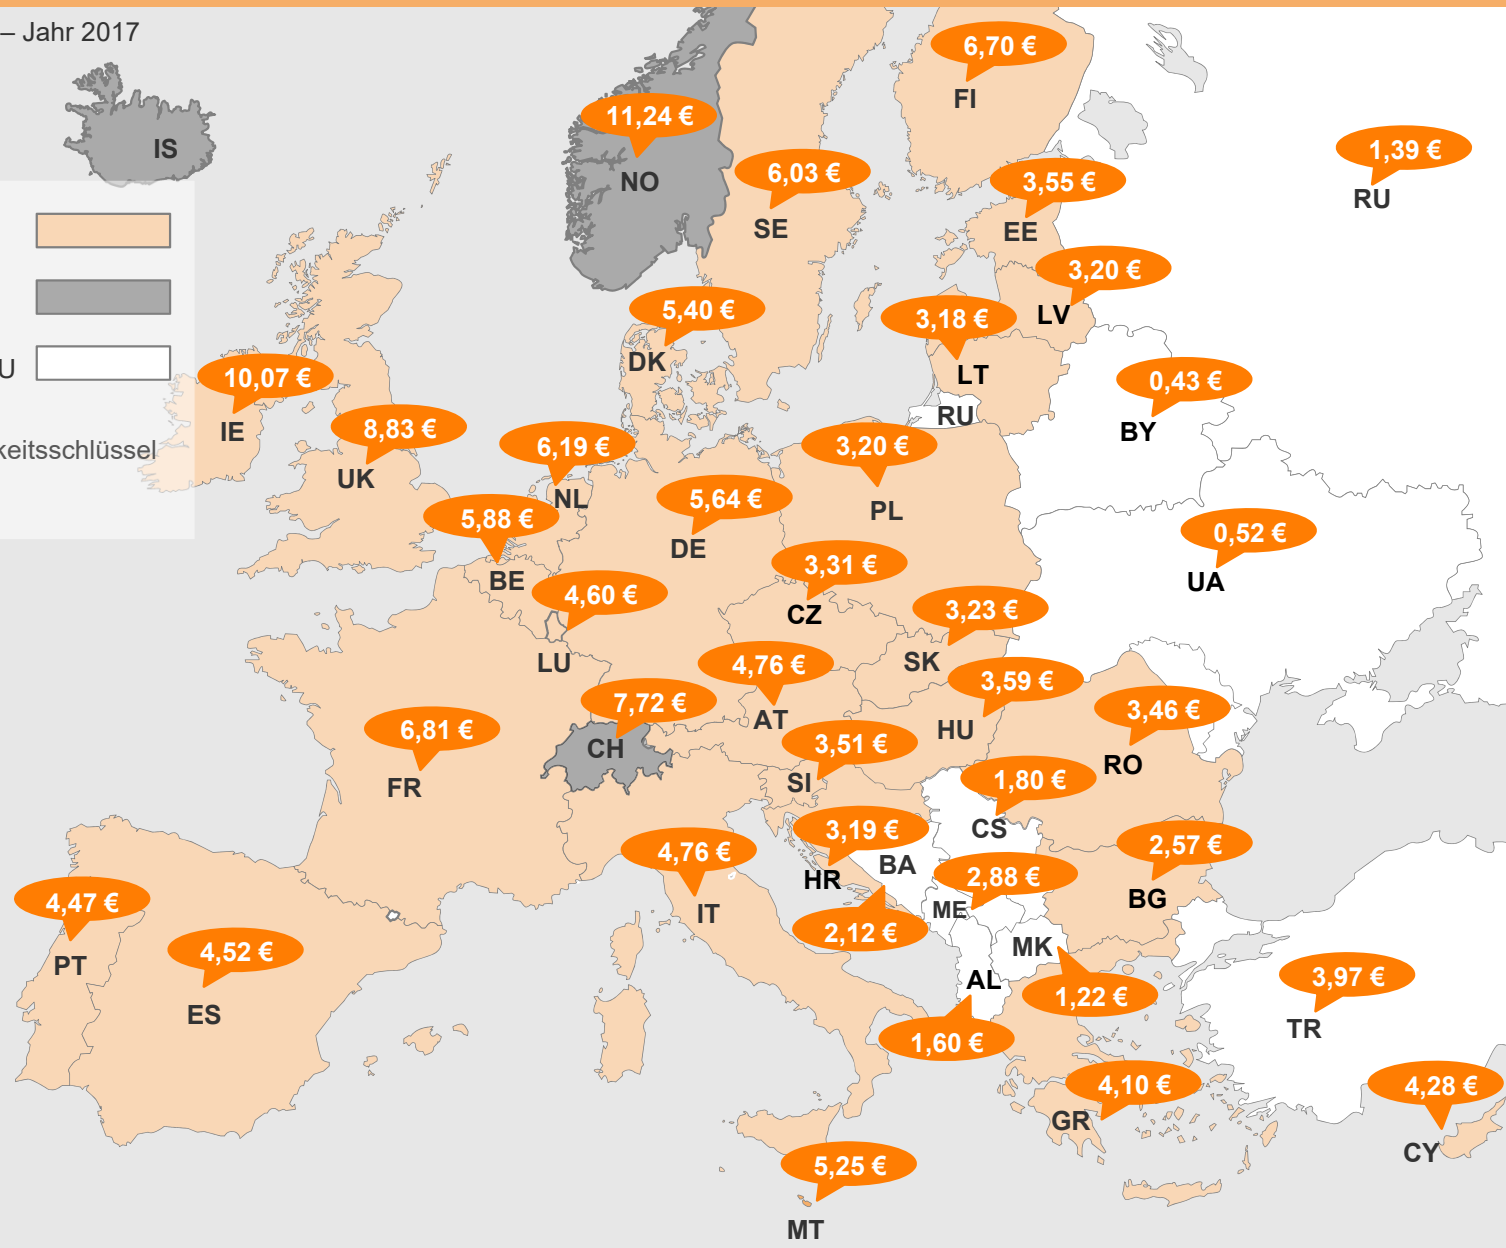 – Jahr 2017
6,70 €
FI
11,24 €
IS
1,39 €
NO
6,03 €
3,55 €
RU
SE
EE
3,20 €
5,40 €
3,18 €
LV
DK
10,07 €
LT
0,43 €
U
RU
IE
8,83 €
BY
6,19 €
3,20 €
keitsschlüssel
UK
NL
5,64 €
PL
5,88 €
0,52 €
DE
3,31 €
BE
UA
4,60 €
CZ
3,23 €
LU
4,76 €
SK
3,59 €
7,72 €
AT
3,46 €
6,81 €
HU
CH
3,51 €
RO
FR
SI
1,80 €
3,19 €
CS
2,57 €
4,76 €
BA
HR
2,88 €
BG
4,47 €
IT
ME
2,12 €
MK
4,52 €
PT
AL
3,97 €
1,22 €
ES
TR
1,60 €
4,10 €
4,28 €
GR
CY
5,25 €
MT